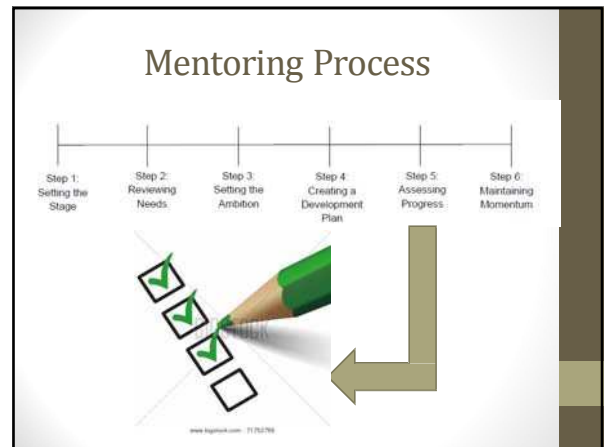 Mentoring Process
Step 1:
Setting the
Stage
Step 2:
Reviewing
Needs
Step 3:
Setting the
Ambition
Step 4:
Creating a
Development
Plan
Step 5:
Assessing
Progress
Step 6:
Maintaining
Momentum